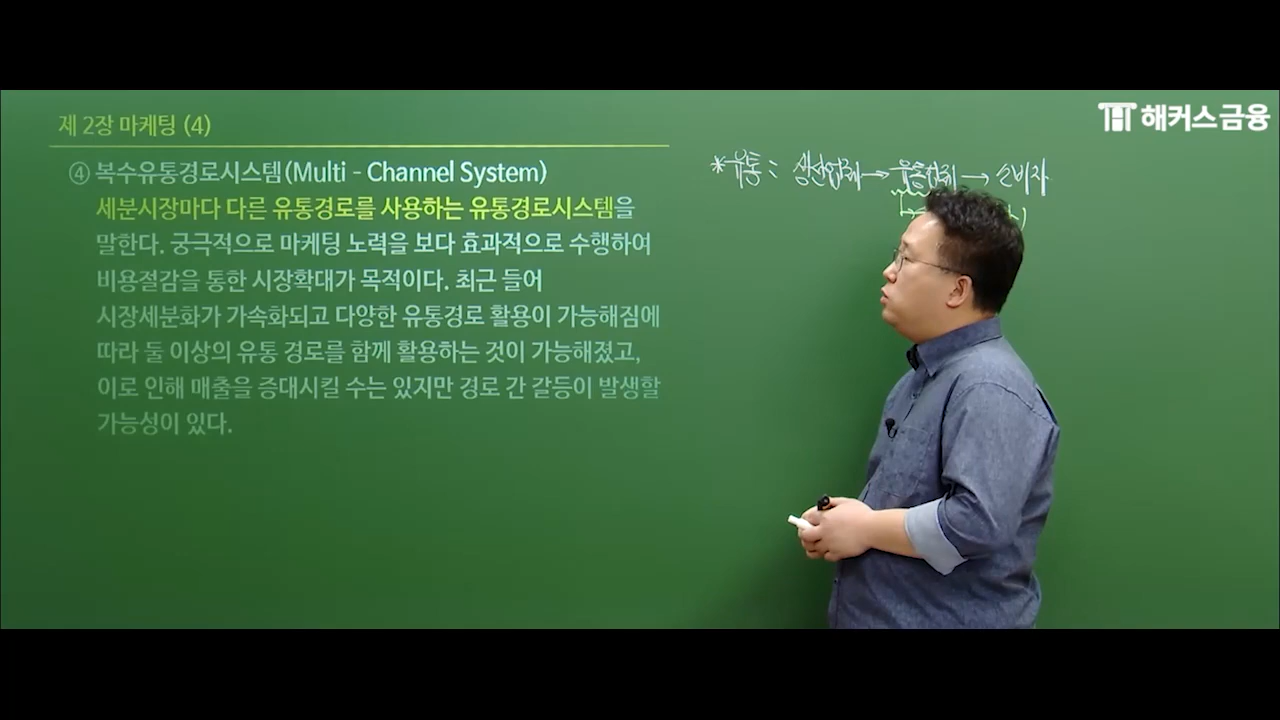 제 2장 마케팅 (4)
해커스금융
④ 복수유통경로시스템(Multi - Channel System)
세분시장마다 다른 유통경로를 사용하는 유통경로시스템을
말한다. 궁극적으로 마케팅 노력을 보다 효과적으로 수행하여
비용절감을 통한 시장확대가 목적이다. 최근 들어
시장세분화가 가속화되고 다양한 유통경로 활용이 가능해짐에
따라 둘 이상의 유통 경로를 함께 활용하는 것이 가능해졌고,
이로 인해 매출을 증대시킬 수는 있지만 경로 간 갈등이 발생할
가능성이 있다.
*유통 : 생산업체 → 유통업체 → 소비자